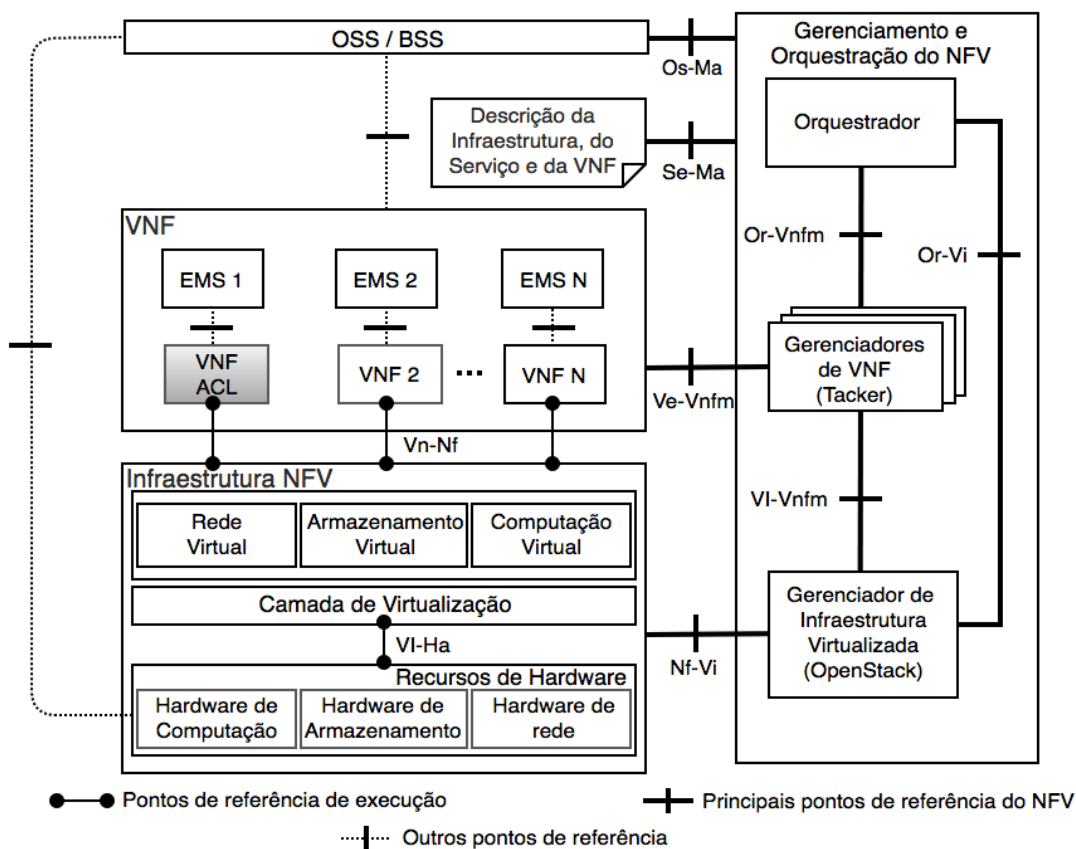 OSS / BSS
Os-Ma
Gerenciamento e
Orquestração do NFV
Descrição da
Infraestrutura, do
Serviço e da VNF
Se-Ma
Orquestrador
Or-Vnfm
Or-Vi
VNF
EMS 1
EMS 2
EMS N
VNF
ACL
VNF 2
...
VNF N
Ve-Vnfm
Gerenciadores
de VNF
(Tacker)
Vn-Nf
Infraestrutura NFV
Rede
Virtual
Armazenamento
Virtual
Computação
Virtual
VI-Vnfm
Camada de Virtualização
VI-Ha
Nf-Vi
Gerenciador de
Infraestrutura
Virtualizada
(OpenStack)
Recursos de Hardware
Hardware de
Computação
Hardware de
Armazenamento
Hardware de
rede
Pontos de referência de execução
Principais pontos de referência do NFV
Outros pontos de referência